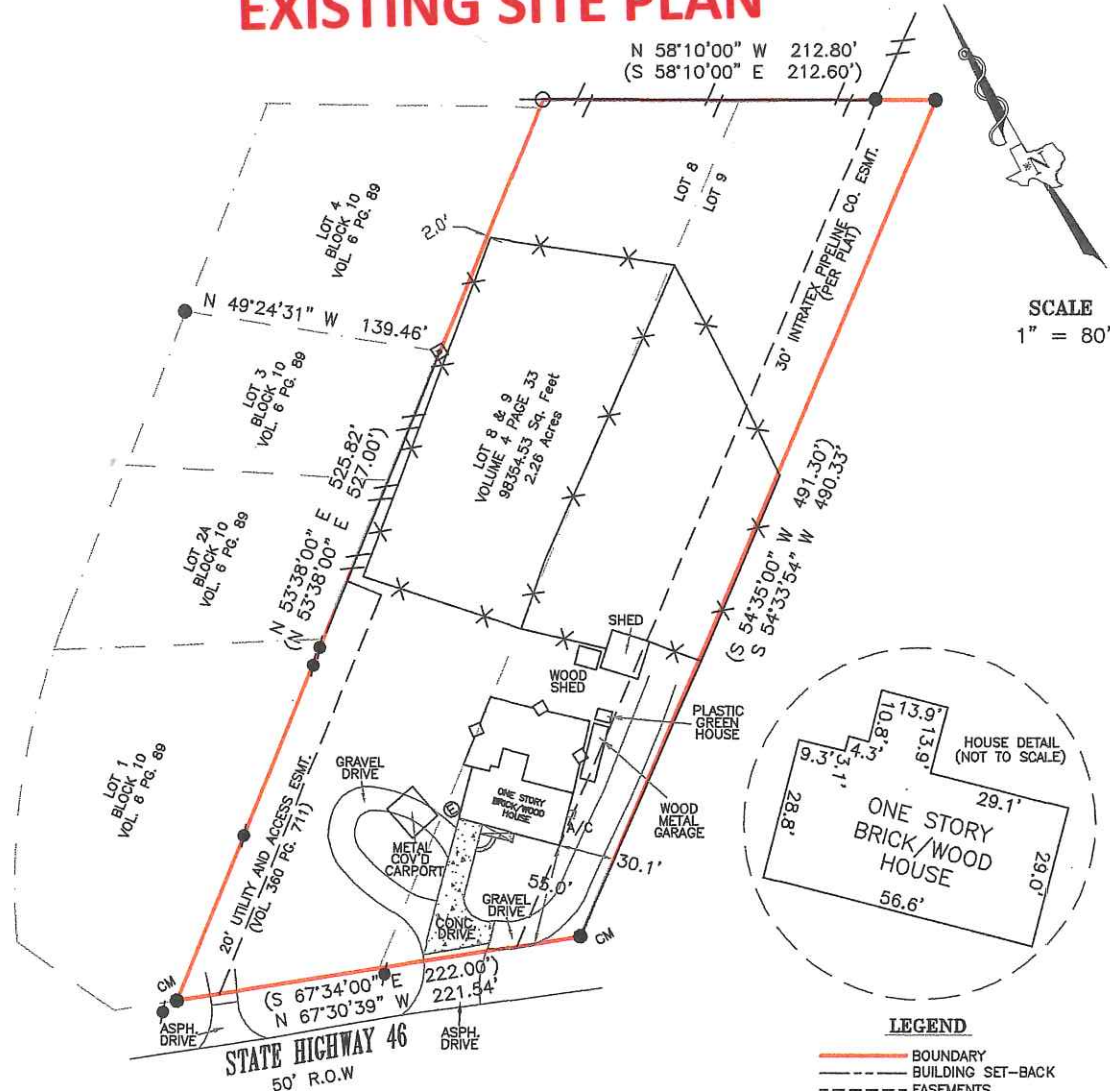 EXISTING SITE PLAN
N 58°10'00" W 212.80'
(S 58°10'00" E 212.60')
N
SCALE
1" = 80'
LOT 4
BLOCK 10
VOL. 6 PG. 89
2.0'
LOT 8
LOT 9
30' INTRATEX PIPELINE CO. ESMT.
(PER PLAT)
N 49°24'31" W 139.46'
LOT 3
BLOCK 10
VOL. 6 PG. 89
LOT 8 & 9
VOLUME 4 PAGE 33
98354.53 Sq. Feet
2.26 Acres
N 53°38'00" E 525.82'
(N 53°38'00" E 527.00')
(S 54°35'00" W 491.30')
S 54°33'54" W 490.33'
LOT 2A
BLOCK 10
VOL. 6 PG. 89
SHED
WOOD
SHED
PLASTIC
GREEN
HOUSE
WOOD
METAL
GARAGE
LOT 1
BLOCK 10
VOL. 6 PG. 89
20' UTILITY AND ACCESS ESMT.
(VOL. 360 PG. 711)
GRAVEL
DRIVE
METAL
COV'D
CARPORT
E
ONE STORY
BRICK/WOOD
HOUSE
A/C
30.1'
55.0'
GRAVEL
DRIVE
CONC.
DRIVE
CM
CM
HOUSE DETAIL
(NOT TO SCALE)
13.9'
10.8'
13.9'
9.3'
3.1'
4.3'
29.1'
28.8'
29.0'
56.6'
ONE STORY
BRICK/WOOD
HOUSE
(S 67°34'00" E 222.00')
N 67°30'39" W 221.54'
ASPH.
DRIVE
ASPH.
DRIVE
STATE HIGHWAY 46
50' R.O.W
LEGEND
BOUNDARY
BUILDING SET-BACK
EASEMENTS